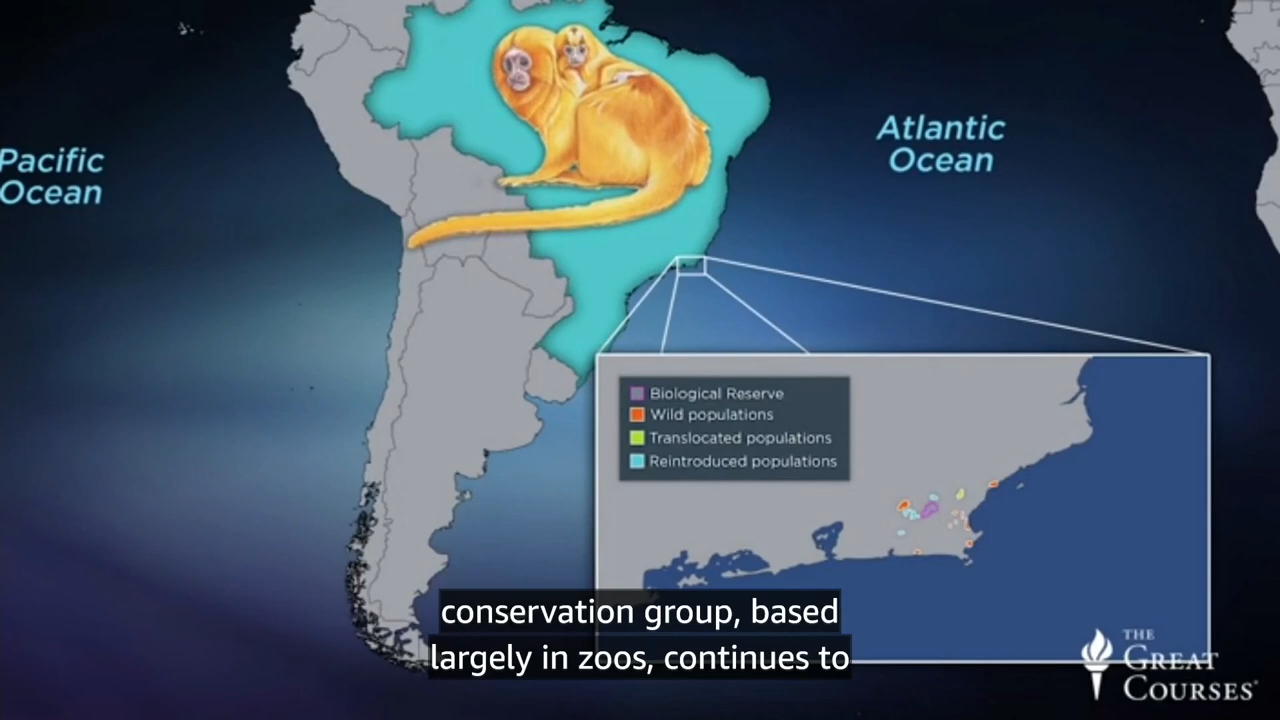 Pacific
Ocean
Atlantic
Ocean
Biological Reserve
Wild populations
Translocated populations
Reintroduced populations
conservation group, based
largely in zoos, continues to
THE
GREAT
COURSES®